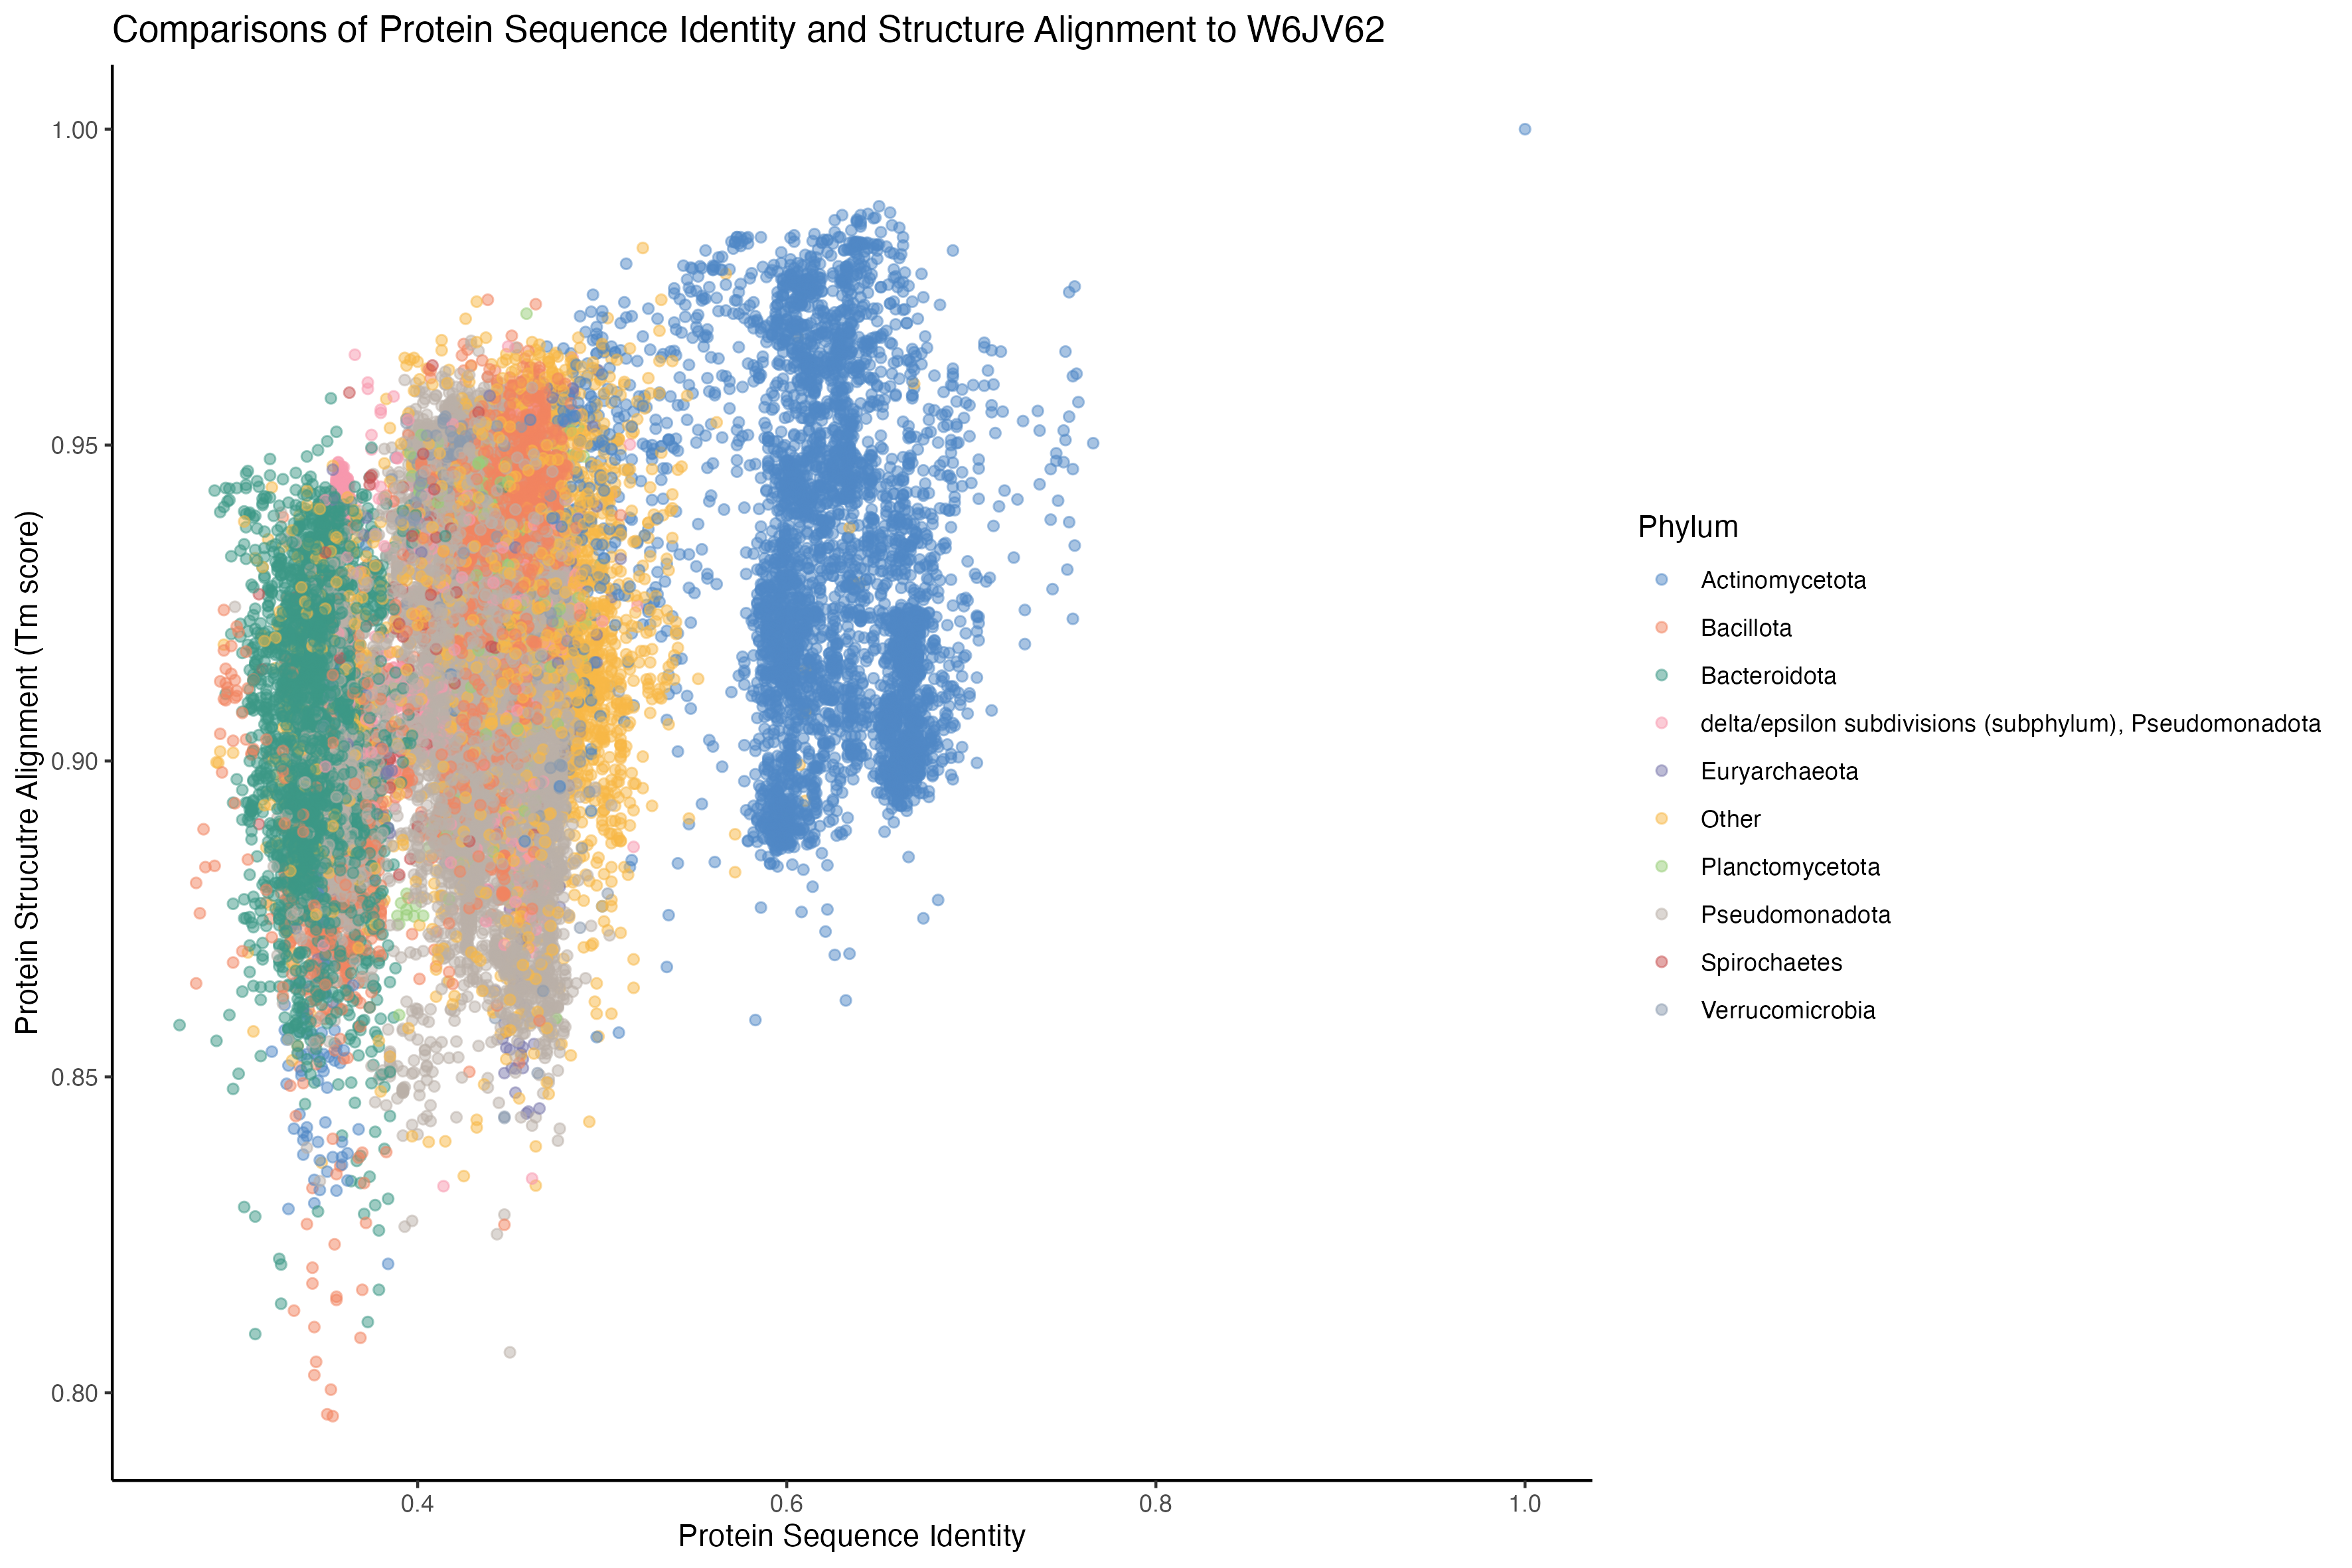 Comparisons of Protein Sequence Identity and Structure Alignment to W6JV62
1.00
0.95
0.90
0.85
0.80
Protein Strucutre Alignment (Tm score)
0.4
0.6
0.8
1.0
Protein Sequence Identity
Phylum
Actinomycetota
Bacillota
Bacteroidota
delta/epsilon subdivisions (subphylum), Pseudomonadota
Euryarchaeota
Other
Planctomycetota
Pseudomonadota
Spirochaetes
Verrucomicrobia